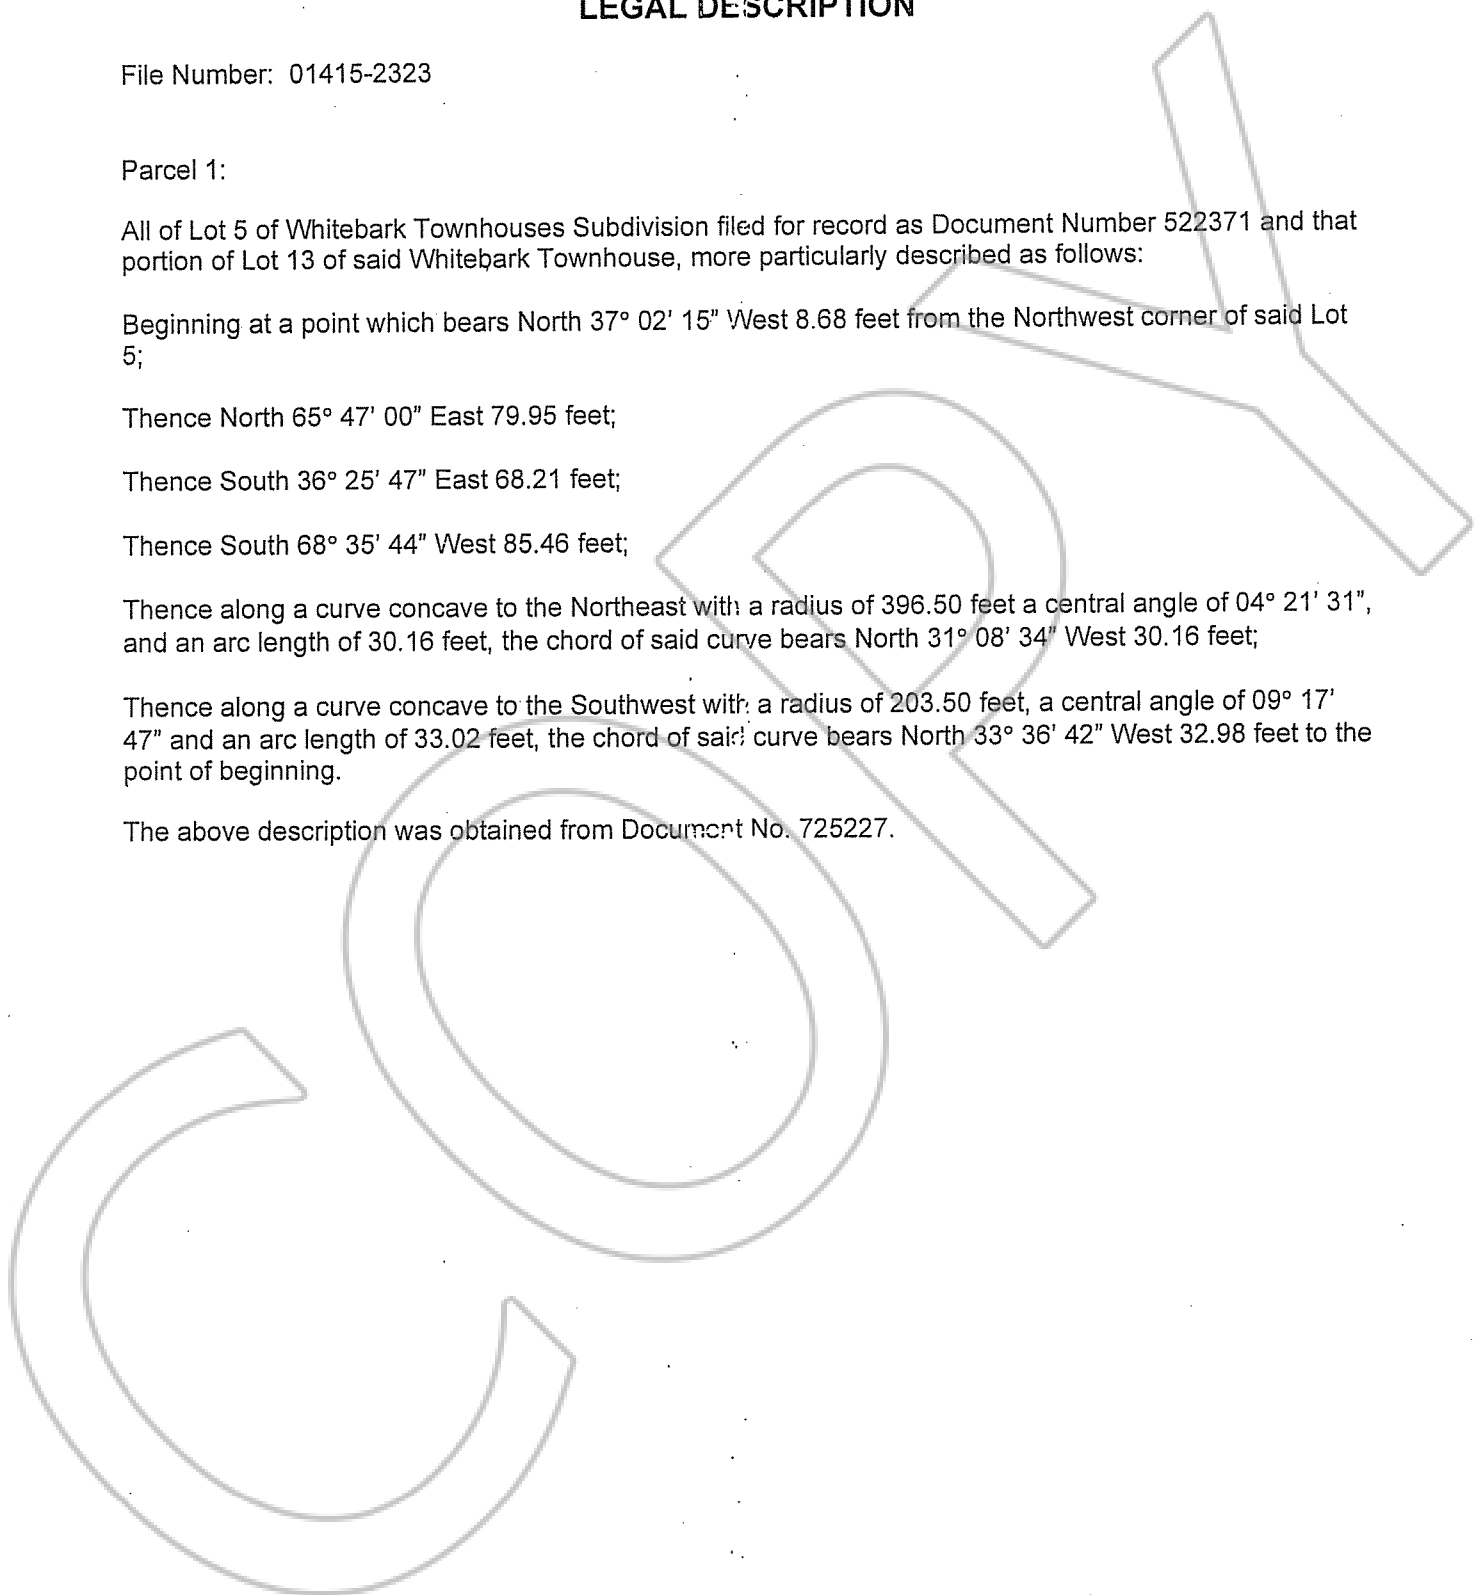 LEGAL DESCRIPTION
File Number: 01415-2323
Parcel 1:
All of Lot 5 of Whitebark Townhouses Subdivision filed for record as Document Number 522371 and that
portion of Lot 13 of said Whitebark Townhouse, more particularly described as follows:
Beginning at a point which bears North 37° 02' 15" West 8.68 feet from the Northwest corner of said Lot
5;
Thence North 65° 47' 00" East 79.95 feet;
Thence South 36° 25' 47" East 68.21 feet;
Thence South 68° 35' 44" West 85.46 feet;
Thence along a curve concave to the Northeast with a radius of 396.50 feet a central angle of 04° 21' 31",
and an arc length of 30.16 feet, the chord of said curve bears North 31° 08' 34" West 30.16 feet;
Thence along a curve concave to the Southwest with a radius of 203.50 feet, a central angle of 09° 17'
47" and an arc length of 33.02 feet, the chord of said curve bears North 33° 36' 42" West 32.98 feet to the
point of beginning.
The above description was obtained from Document No. 725227.
COPY